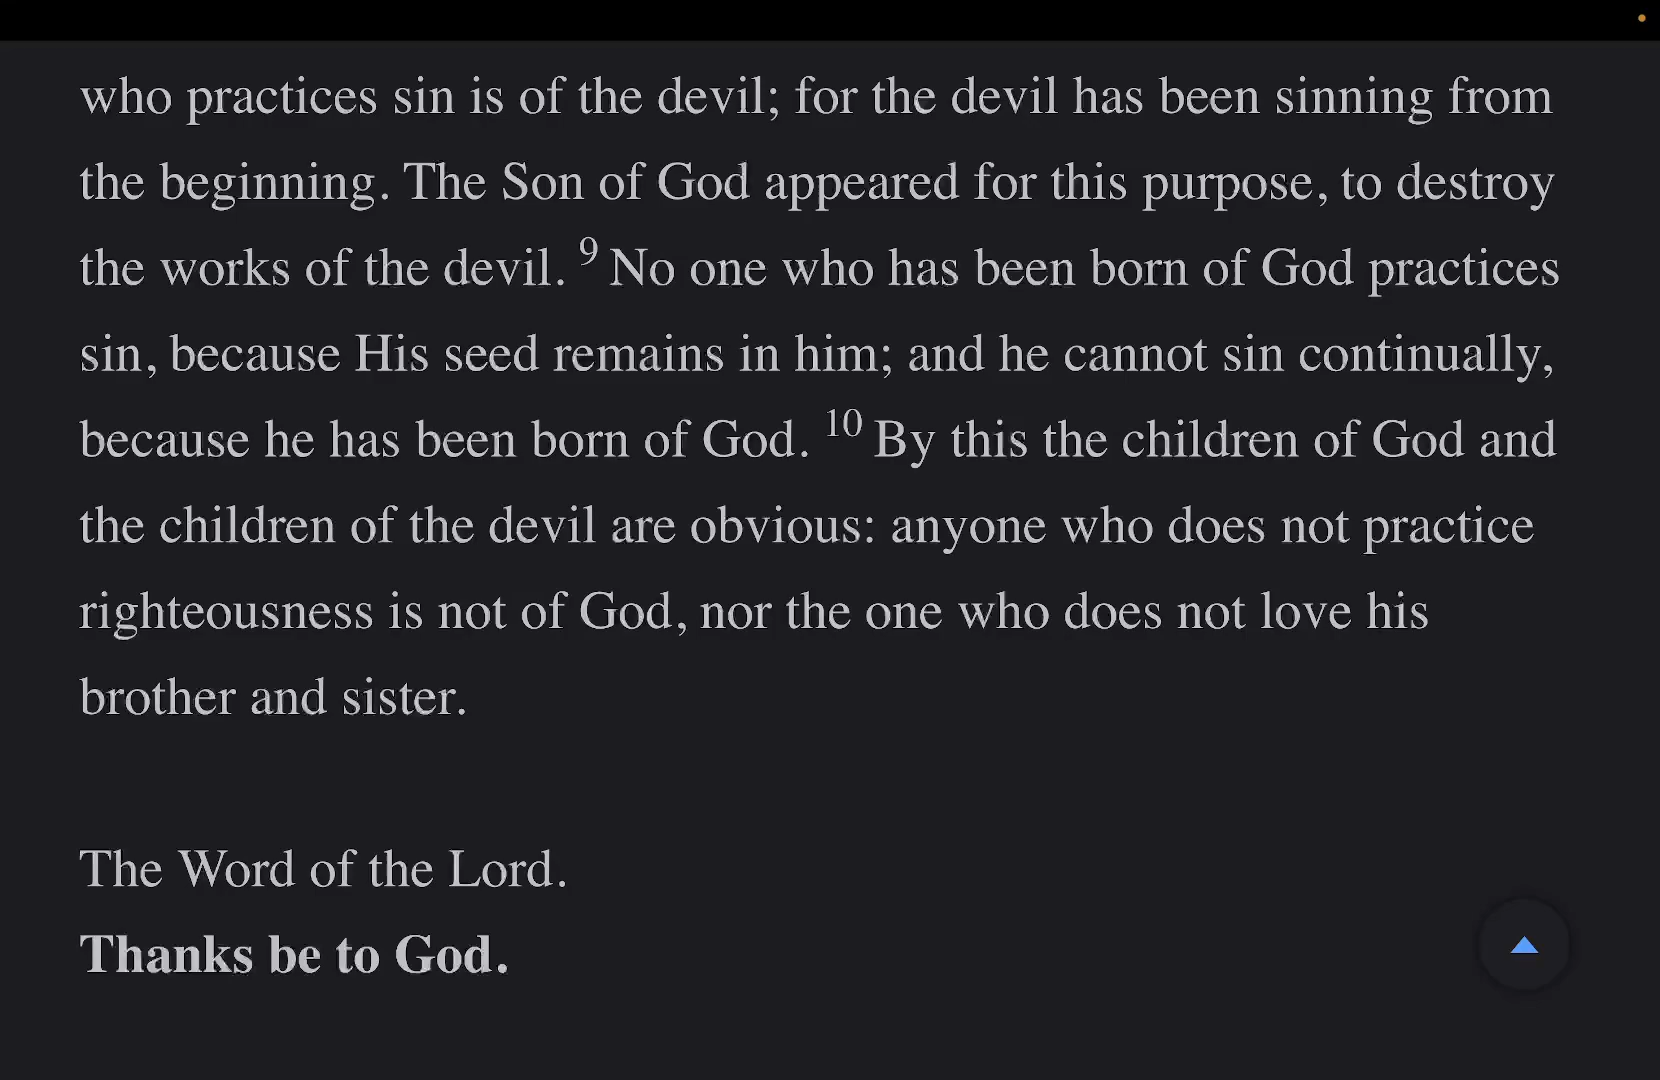 who practices sin is of the devil; for the devil has been sinning from
the beginning. The Son of God appeared for this purpose, to destroy
the works of the devil. 9 No one who has been born of God practices
sin, because His seed remains in him; and he cannot sin continually,
because he has been born of God. 10 By this the children of God and
the children of the devil are obvious: anyone who does not practice
righteousness is not of God, nor the one who does not love his
brother and sister.
The Word of the Lord.
Thanks be to God.